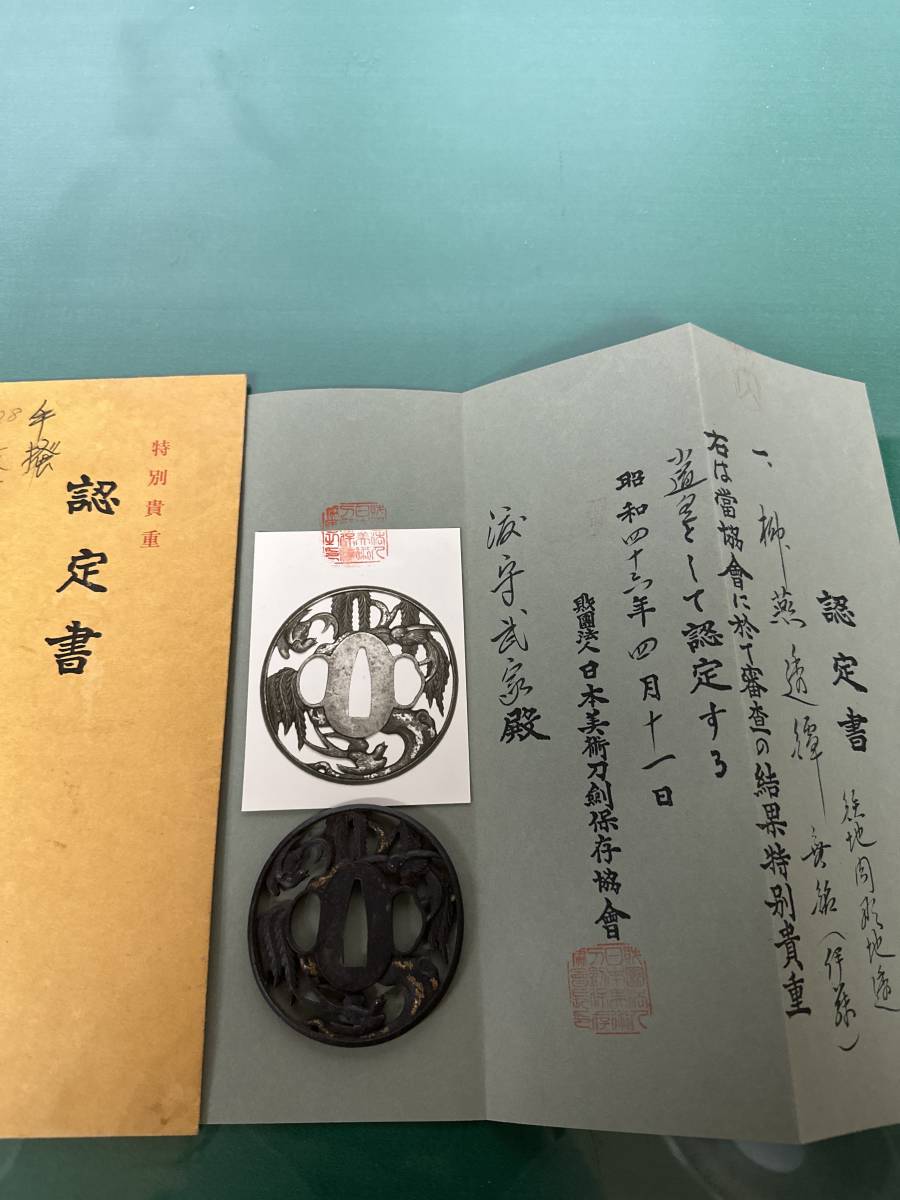 認定書
一、柳燕透鐔 無銘（伊藤）
鉄地丸形地透
右は當協會に於て審査の結果特別貴重
小道具として認定する
昭和四十六年四月十一日
財團法人日本美術刀劍保存協會
殿
特別貴重
認定書